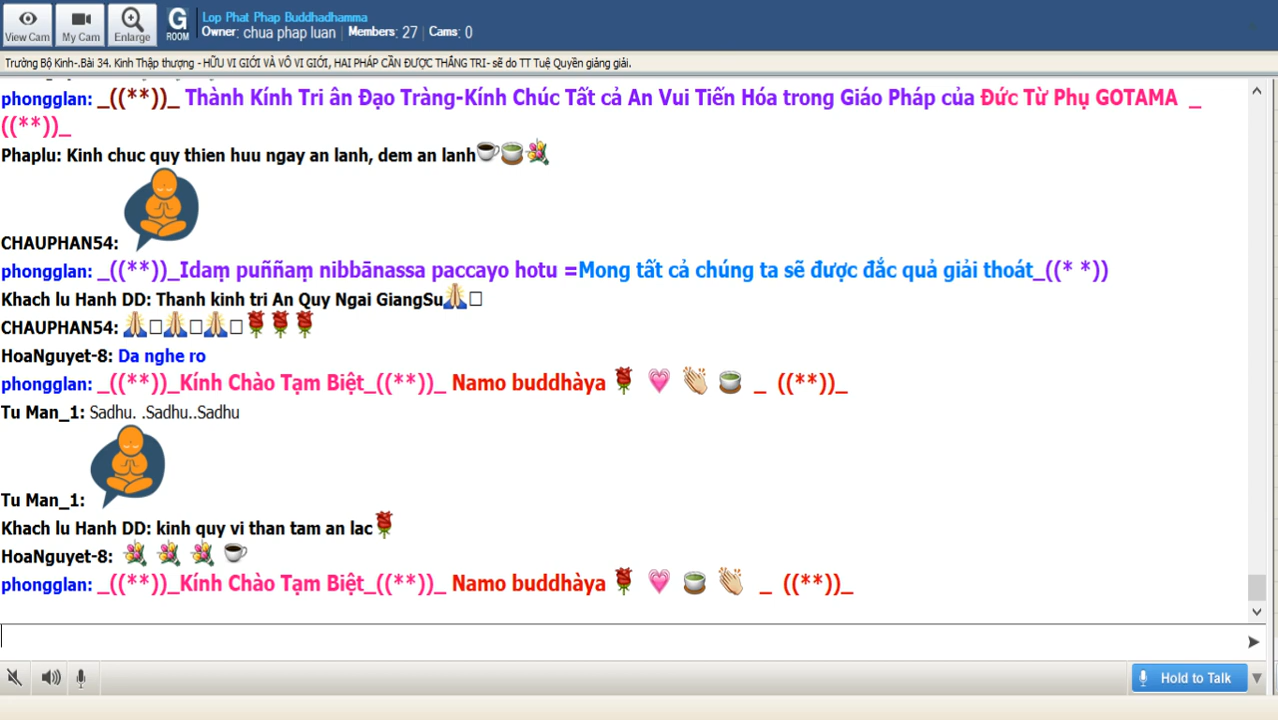 View Cam
My Cam
Enlarge
G
ROOM
Lop Phat Phap Buddhadhamma
Owner: chua phap luan | Members: 27 | Cams: 0
Trường Bộ Kinh-.Bài 34. Kinh Thập thượng - HỮU VI GIỚI VÀ VÔ VI GIỚI, HAI PHÁP CẦN ĐƯỢC THẮNG TRI- sẽ do TT Tuệ Quyền giảng giải.
phongglan: _((**))_ Thành Kính Tri ân Đạo Tràng-Kính Chúc Tất cả An Vui Tiến Hóa trong Giáo Pháp của Đức Từ Phụ GOTAMA _
((**))_
Phaplu: Kinh chuc quy thien huu ngay an lanh, dem an lanh
CHAUPHAN54:
phongglan: _((**))_Idaṃ puññaṃ nibbānassa paccayo hotu =Mong tất cả chúng ta sẽ được đắc quả giải thoát_((* *))
Khach lu Hanh DD: Thanh kinh tri An Quy Ngai GiangSu
CHAUPHAN54:
HoaNguyet-8: Da nghe ro
phongglan: _((**))_Kính Chào Tạm Biệt_((**))_ Namo buddhàya _ ((**))_
Tu Man_1: Sadhu. .Sadhu..Sadhu
Tu Man_1:
Khach lu Hanh DD: kinh quy vi than tam an lac
HoaNguyet-8:
phongglan: _((**))_Kính Chào Tạm Biệt_((**))_ Namo buddhàya _ ((**))_
Hold to Talk